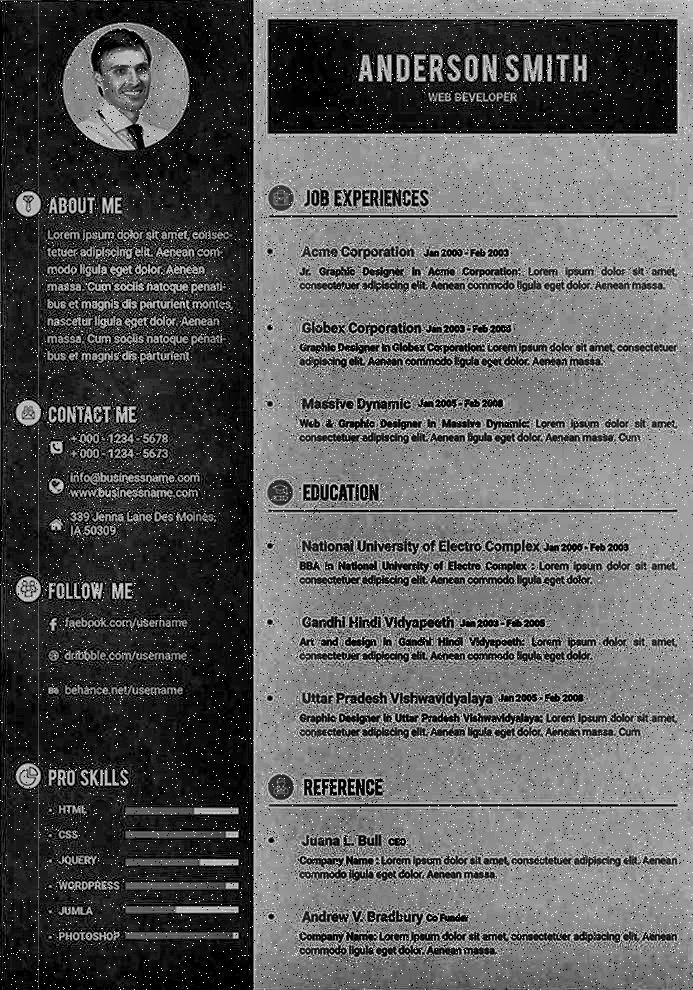 ANDERSON SMITH
WEB DEVELOPER
ABOUT ME
Lorem ipsum dolor sit amet, consec-
tetuer adipiscing elit. Aenean com-
modo ligula eget dolor. Aenean
massa. Cum sociis natoque penati-
bus et magnis dis parturient montes,
nascetur ligula eget dolor. Aenean
massa. Cum sociis natoque penati-
bus et magnis dis parturient
CONTACT ME
+000 - 1234 - 5678
+000 - 1234 - 5673
info@businessname.com
www.businessname.com
339 Jenna Lane Des Moines,
IA 50309
FOLLOW ME
faebook.com/username
dribbble.com/username
behance.net/username
PRO SKILLS
• HTML
• CSS
• JQUERY
• WORDPRESS
• JUMLA
• PHOTOSHOP
JOB EXPERIENCES
• Acme Corporation Jan 2000 - Feb 2003
Jr. Graphic Designer in Acme Corporation: Lorem ipsum dolor sit amet,
consectetuer adipiscing elit. Aenean commodo ligula eget dolor. Aenean massa.
• Globex Corporation Jan 2003 - Feb 2005
Graphic Designer in Globex Corporation: Lorem ipsum dolor sit amet, consectetuer
adipiscing elit. Aenean commodo ligula eget dolor. Aenean massa.
• Massive Dynamic Jan 2005 - Feb 2008
Web & Graphic Designer in Massive Dynamic: Lorem ipsum dolor sit amet,
consectetuer adipiscing elit. Aenean ligula eget dolor. Aenean massa. Cum
EDUCATION
• National University of Electro Complex Jan 2000 - Feb 2003
BBA in National University of Electro Complex : Lorem ipsum dolor sit amet,
consectetuer adipiscing elit. Aenean commodo ligula eget dolor.
• Gandhi Hindi Vidyapeeth Jan 2003 - Feb 2005
Art and design in Gandhi Hindi Vidyapeeth: Lorem ipsum dolor sit amet,
consectetuer adipiscing elit. Aenean commodo ligula eget dolor.
• Uttar Pradesh Vishwavidyalaya Jan 2005 - Feb 2008
Graphic Designer in Uttar Pradesh Vishwavidyalaya: Lorem ipsum dolor sit amet,
consectetuer adipiscing elit. Aenean ligula eget dolor. Aenean massa. Cum
REFERENCE
• Juana L. Bull CEO
Company Name : Lorem ipsum dolor sit amet, consectetuer adipiscing elit. Aenean
commodo ligula eget dolor. Aenean massa.
• Andrew V. Bradbury Co Funder
Company Name: Lorem ipsum dolor sit amet, consectetuer adipiscing elit. Aenean
commodo ligula eget dolor. Aenean massa.